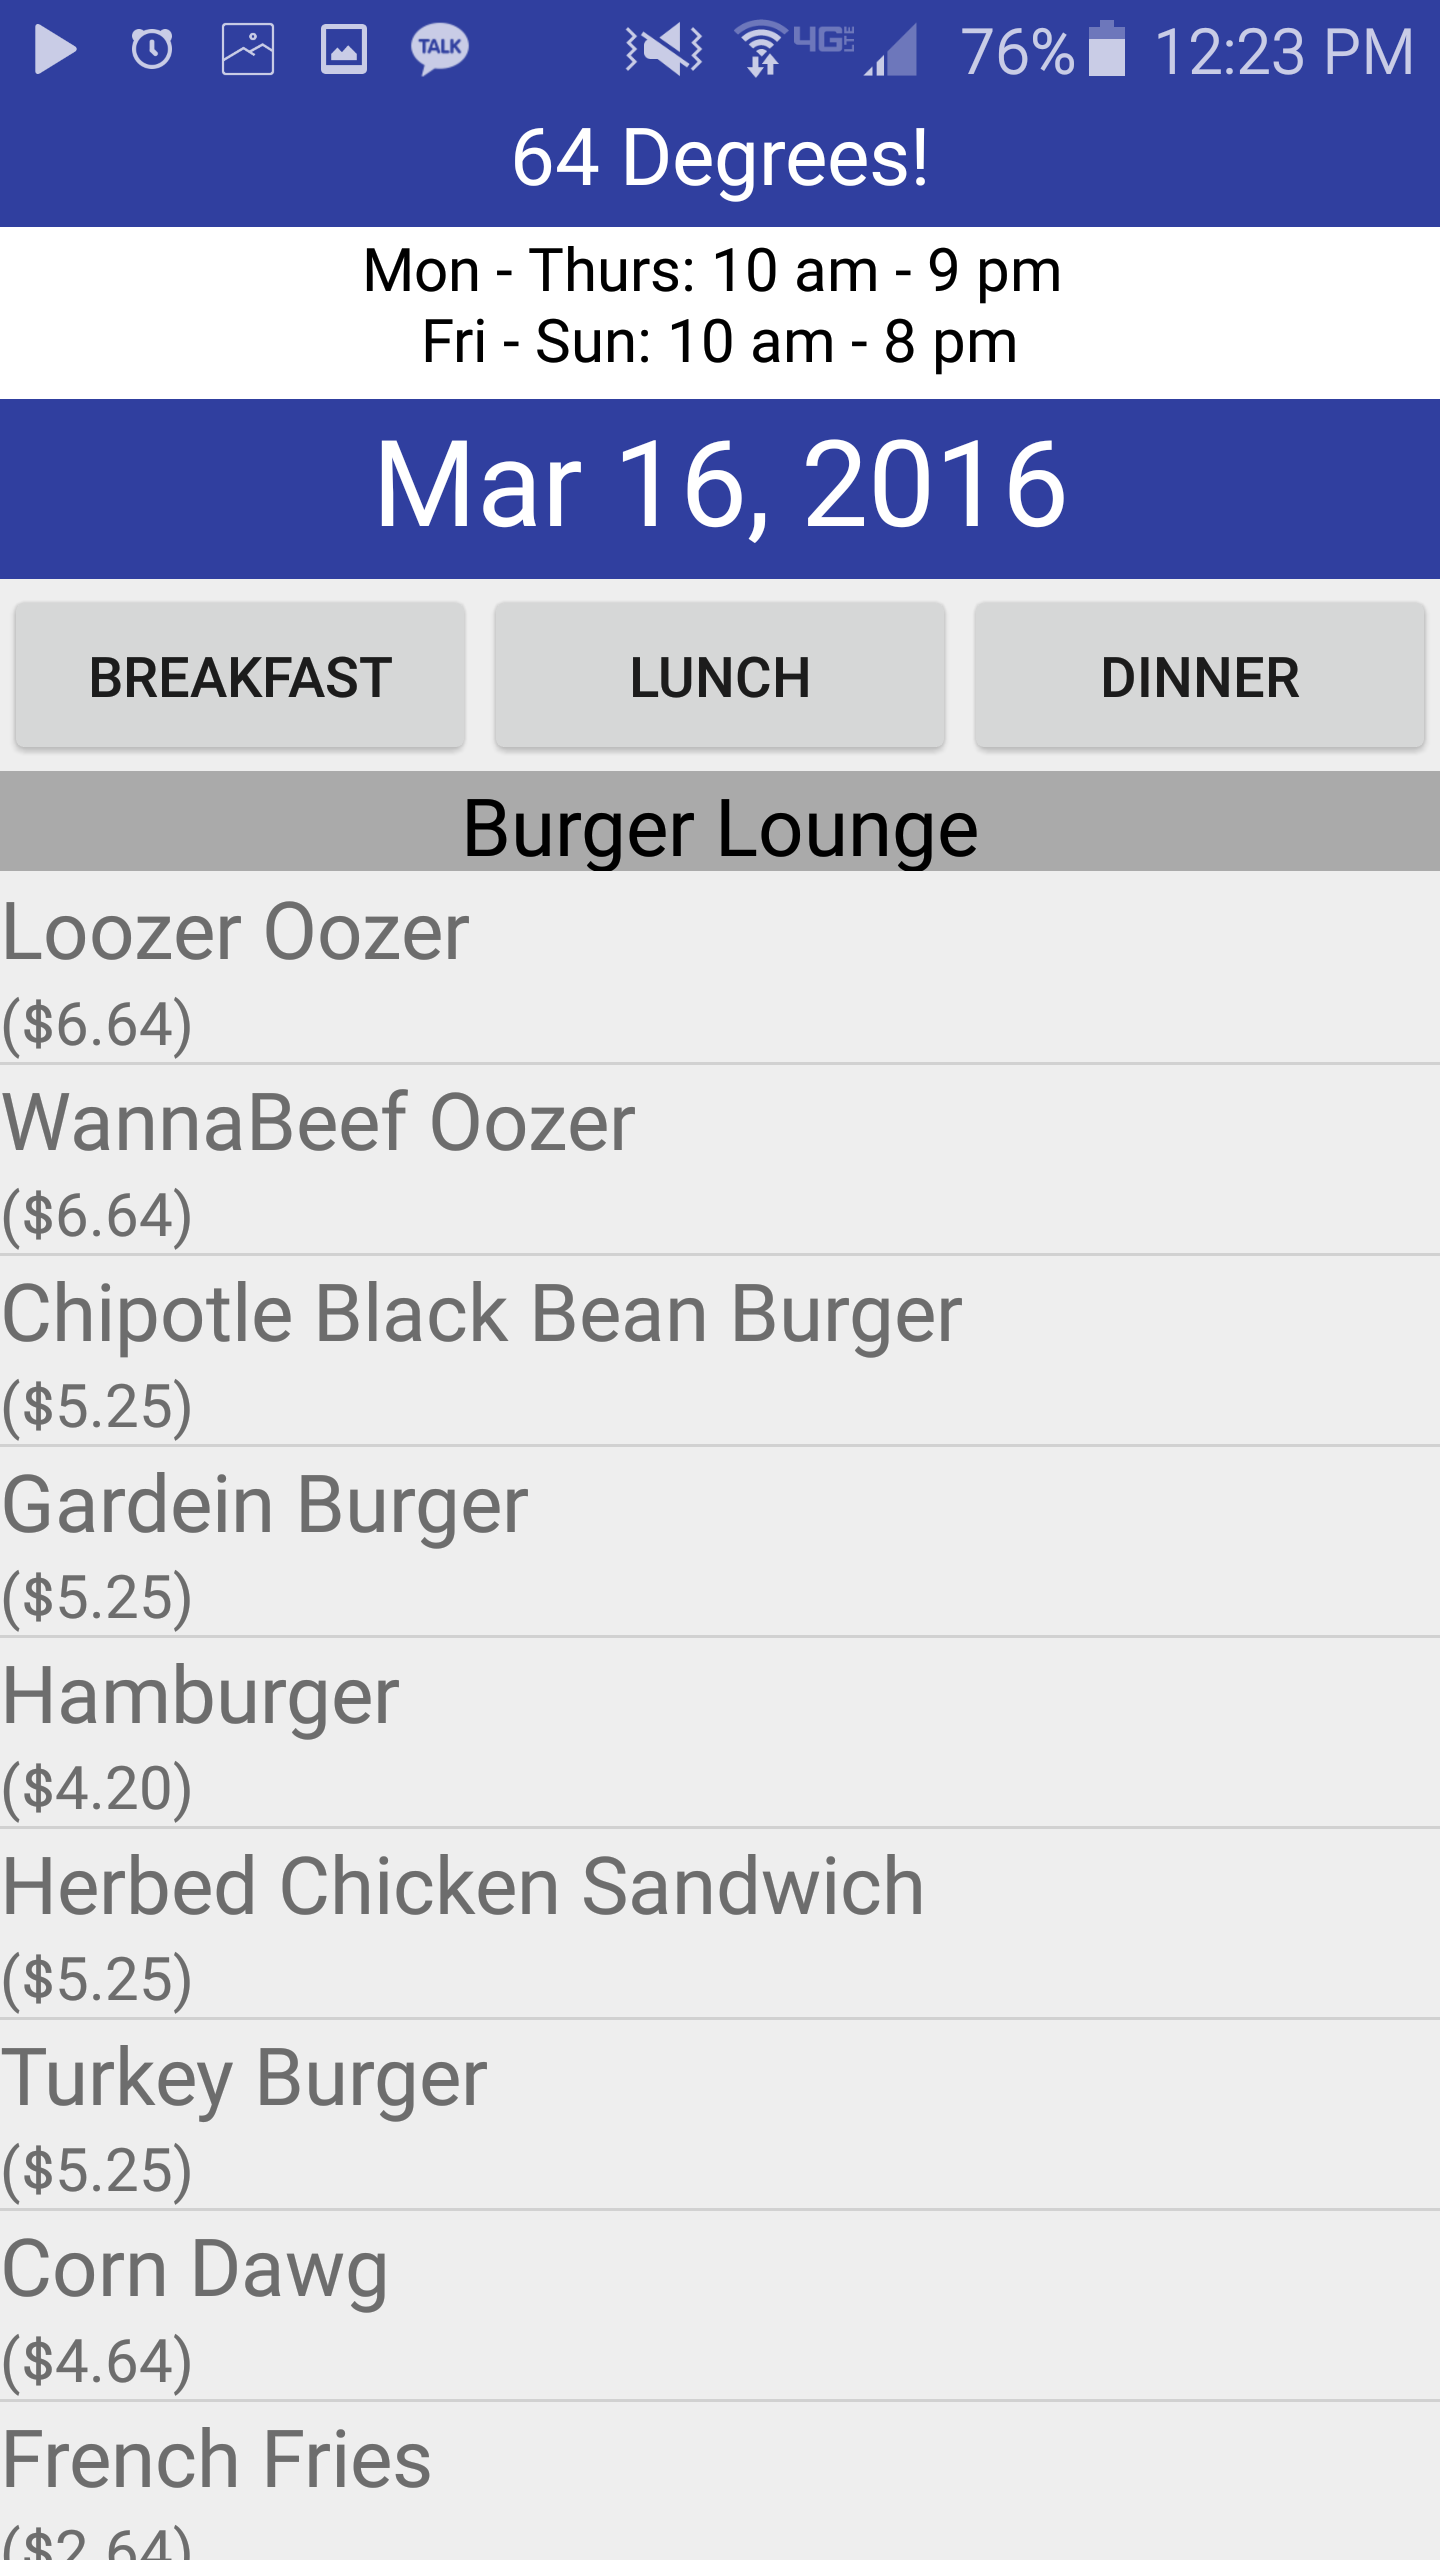 TALK 4G LTE 76% 12:23 PM
64 Degrees!
Mon - Thurs: 10 am - 9 pm
Fri - Sun: 10 am - 8 pm
Mar 16, 2016
BREAKFAST LUNCH DINNER
Burger Lounge
Loozer Oozer
($6.64)
WannaBeef Oozer
($6.64)
Chipotle Black Bean Burger
($5.25)
Gardein Burger
($5.25)
Hamburger
($4.20)
Herbed Chicken Sandwich
($5.25)
Turkey Burger
($5.25)
Corn Dawg
($4.64)
French Fries
($2.64)